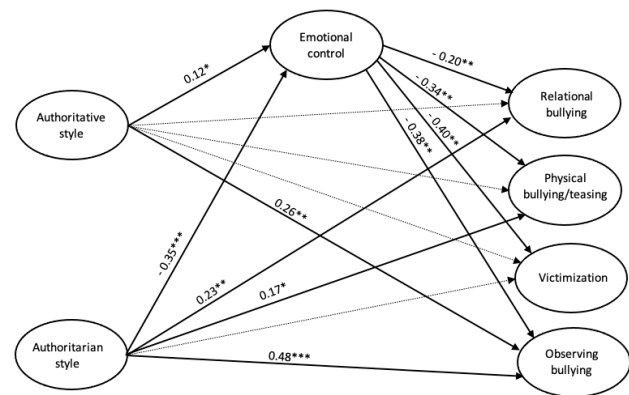 Emotional
control
0.12*
- 0.20**
- 0.34**
- 0.40**
- 0.38**
Relational
bullying
Authoritative
style
Physical
bullying/teasing
0.26**
- 0.35***
0.23**
0.17*
Victimization
Authoritarian
style
0.48***
Observing
bullying